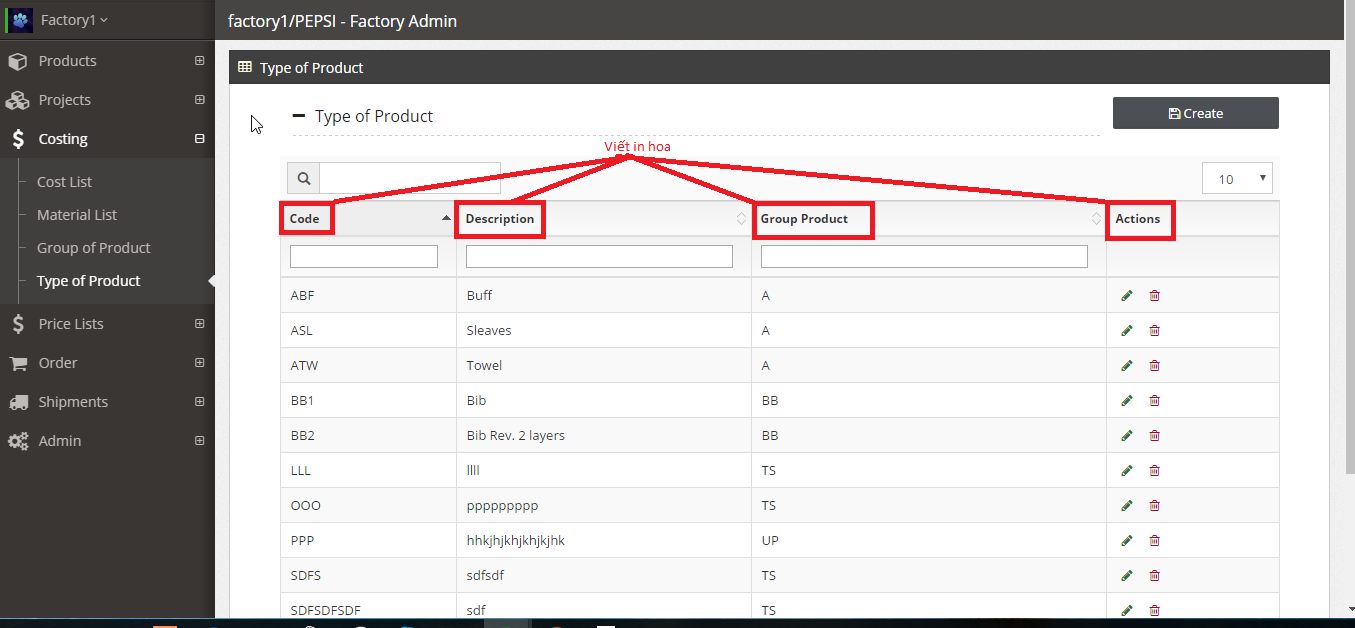 Factory1
factory1/PEPSI - Factory Admin
Products
Projects
Costing
Cost List
Material List
Group of Product
Type of Product
Price Lists
Order
Shipments
Admin
Type of Product
Type of Product
Create
Viết in hoa
10
Code Description Group Product Actions
ABF Buff A
ASL Sleaves A
ATW Towel A
BB1 Bib BB
BB2 Bib Rev. 2 layers BB
LLL llll TS
OOO ppppppppp TS
PPP hhkjhjkhjkhjkjhk UP
SDFS sdfsdf TS
SDFSDFSDF sdf TS